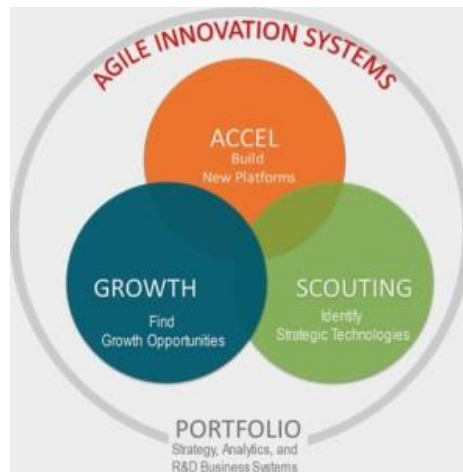 AGILE INNOVATION SYSTEMS
ACCEL
Build
New Platforms
GROWTH
Find
Growth Opportunities
SCOUTING
Identify
Strategic Technologies
PORTFOLIO
Strategy, Analytics, and
R&D Business Systems